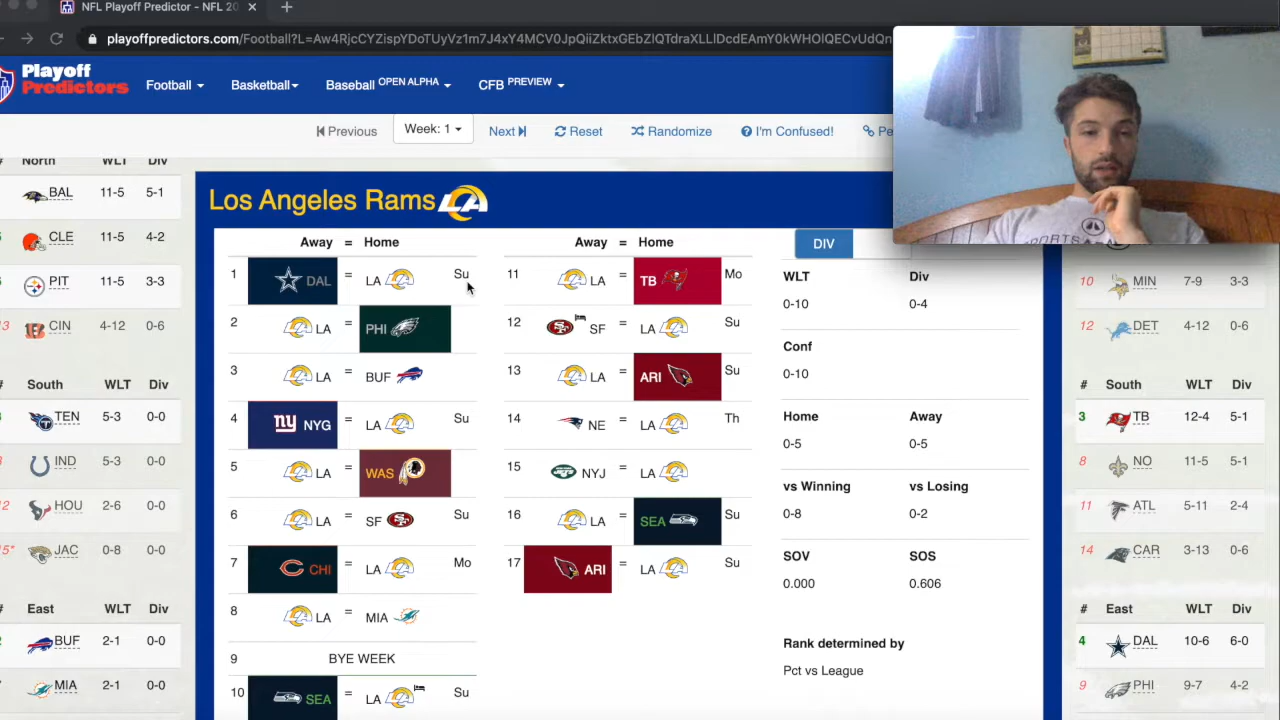 NFL Playoff Predictor - NFL 20
playoffpredictors.com/Football?L=Aw4RjcCYZispYDoTUyVz1m7J4xY4MCV0JpQiiZktxGEbZlQTdraXLLlDcdEAmY0kWHOlQECvUdQn
Playoff
Predictors
Football Basketball Baseball OPEN ALPHA CFB PREVIEW
Previous Week: 1 Next Reset Randomize I'm Confused! Pe
North WLT Div
BAL 11-5 5-1
CLE 11-5 4-2
PIT 11-5 3-3
13 CIN 4-12 0-6
# South WLT Div
TEN 5-3 0-0
IND 5-3 0-0
12 HOU 2-6 0-0
15* JAC 0-8 0-0
# East WLT Div
2 BUF 2-1 0-0
MIA 2-1 0-0
Los Angeles Rams LA
Away = Home
1 DAL = LA Su
2 LA = PHI
3 LA = BUF
4 ny NYG = LA Su
5 LA = WAS
6 LA = SF Su
7 CHI = LA Mo
8 LA = MIA
9 BYE WEEK
10 SEA = LA Su
Away = Home
11 LA = TB Mo
12 SF = LA Su
13 LA = ARI Su
14 NE = LA Th
15 NYJ = LA
16 LA = SEA Su
17 ARI = LA Su
DIV
WLT Div
0-10 0-4
Conf
0-10
Home Away
0-5 0-5
vs Winning vs Losing
0-8 0-2
SOV SOS
0.000 0.606
Rank determined by
Pct vs League
10 MIN 7-9 3-3
12 DET 4-12 0-6
# South WLT Div
3 TB 12-4 5-1
8 NO 11-5 5-1
11 ATL 5-11 2-4
14 CAR 3-13 0-6
# East WLT Div
4 DAL 10-6 6-0
9 PHI 9-7 4-2